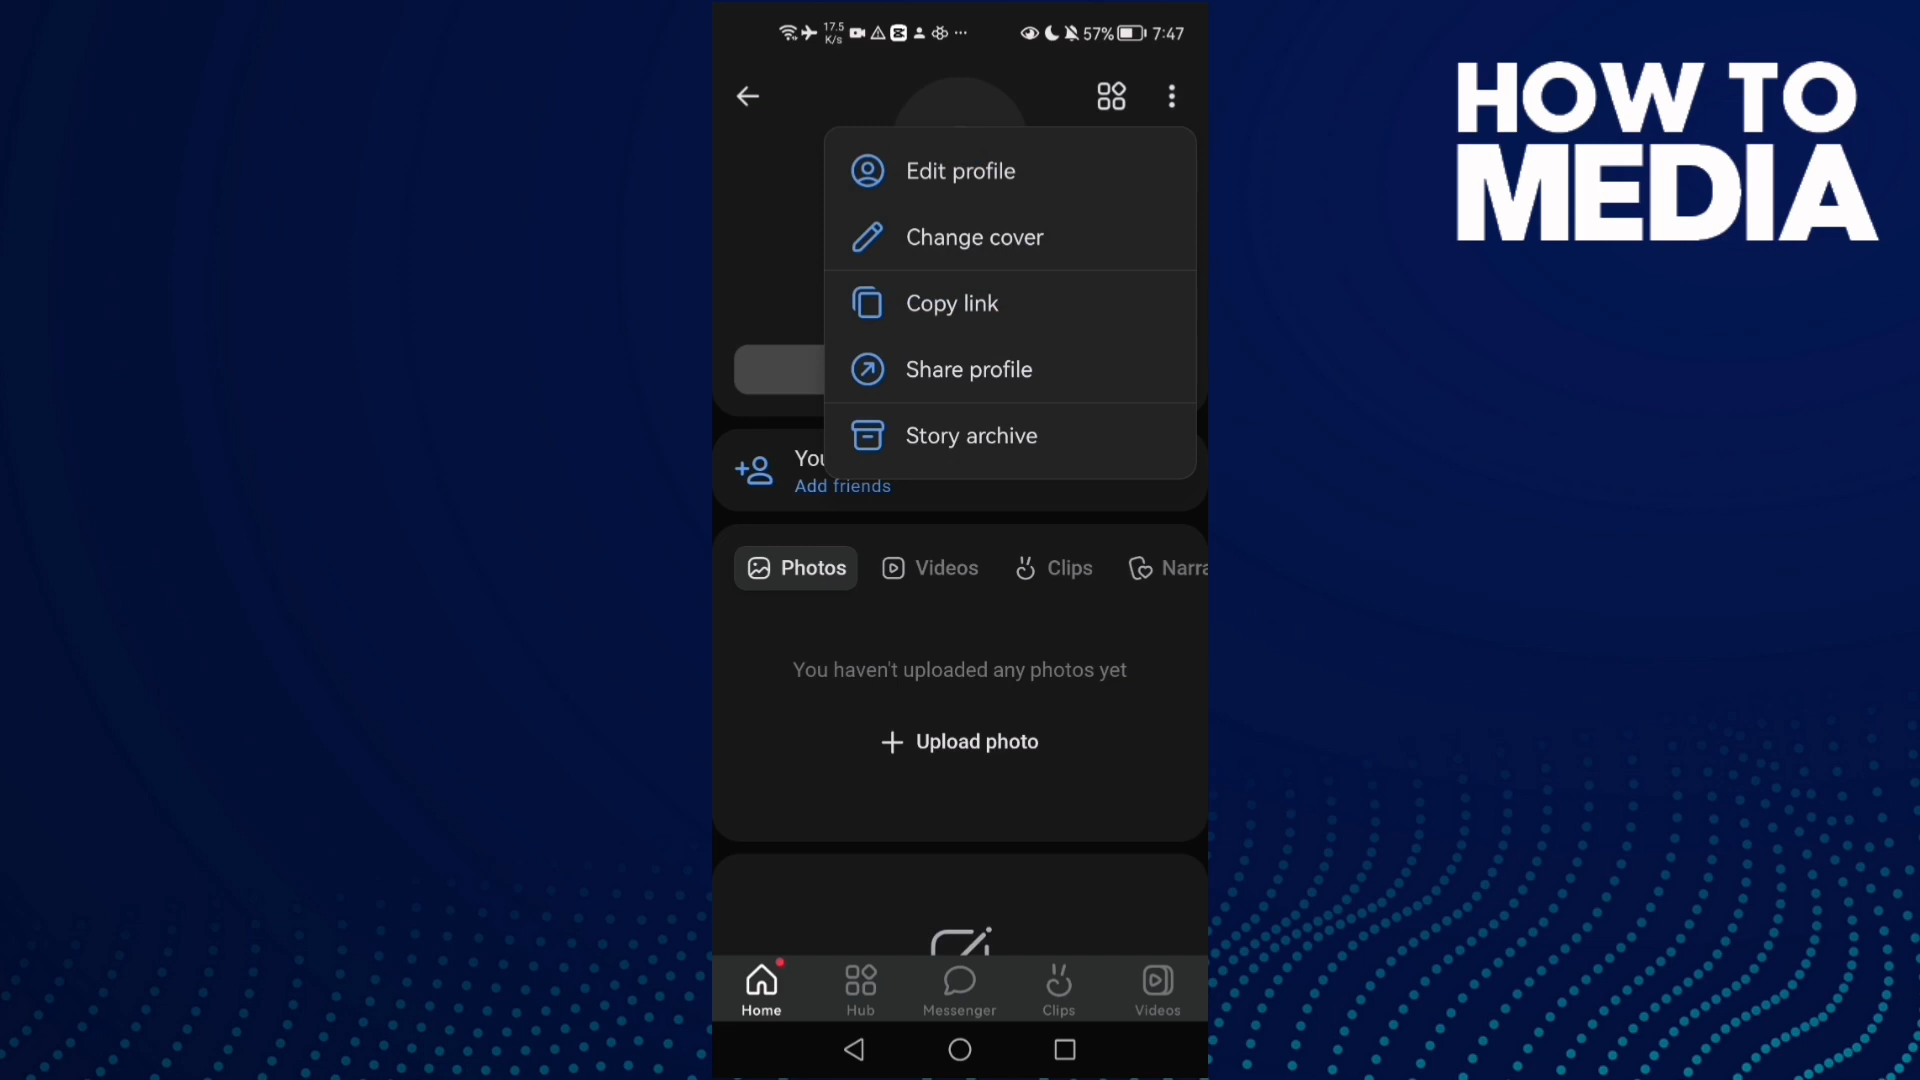 17.5
K/s
57%
7:47
HOW TO
MEDIA
Edit profile
Change cover
Copy link
Share profile
Story archive
You
Add friends
Photos
Videos
Clips
Narra
You haven't uploaded any photos yet
+ Upload photo
Home
Hub
Messenger
Clips
Videos